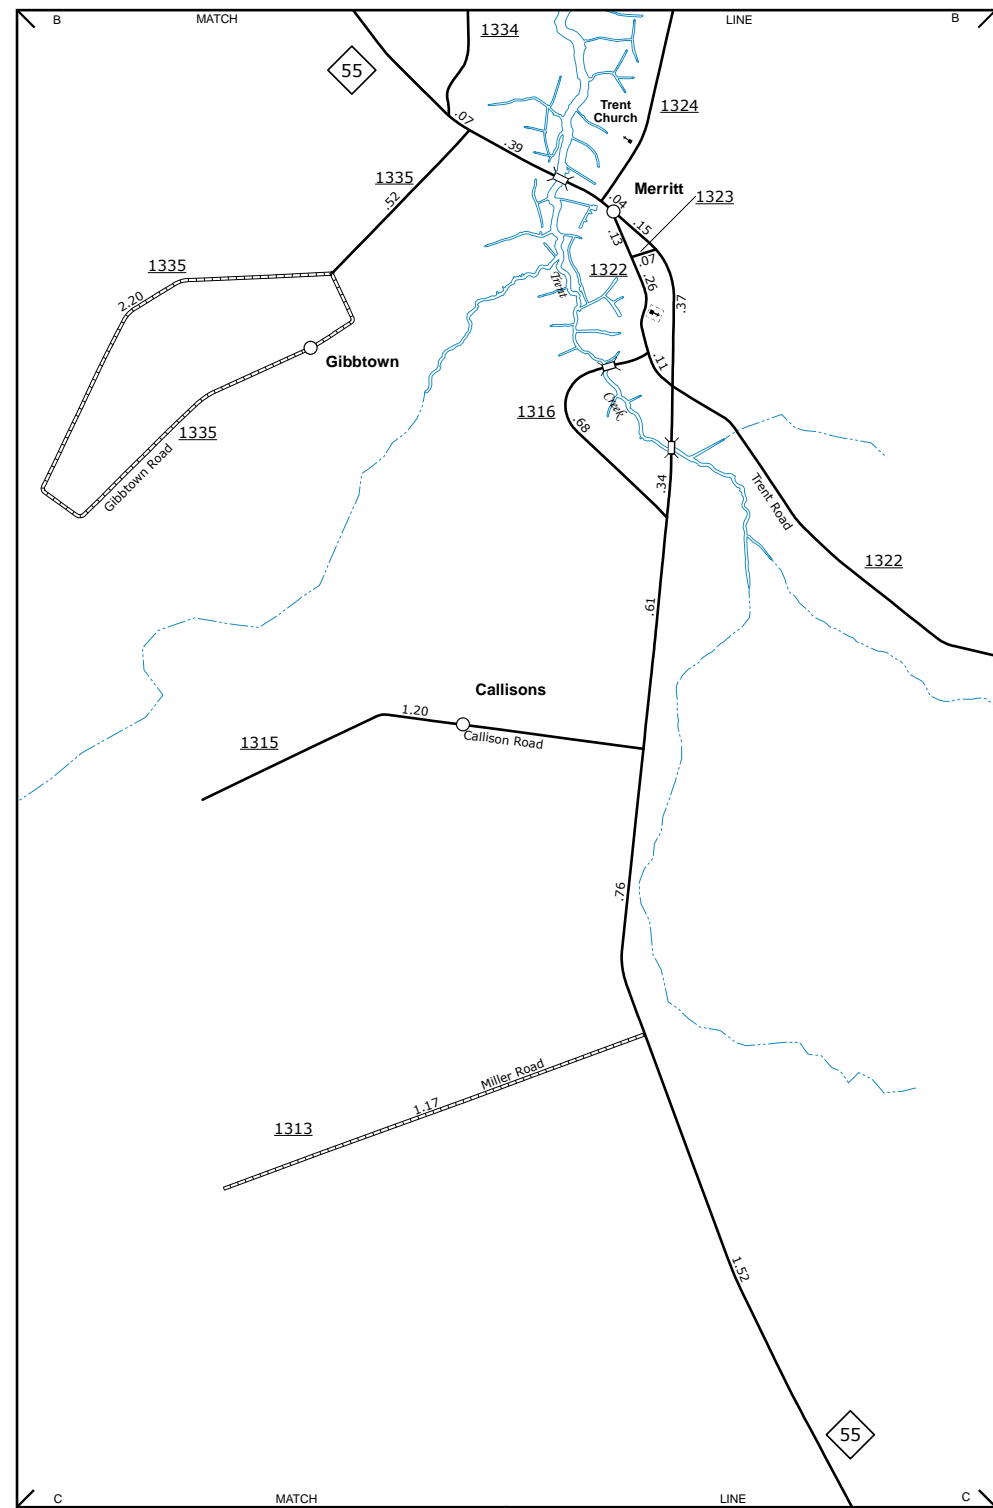 B
MATCH
LINE
B
1334
55
Trent
Church
1324
.07
.39
1335
.52
Merritt
1323
.04
.15
.13
.07
1322
.26
.37
Trent
1335
2.20
Gibbtown
.11
1316
Creek
.68
1335
Gibbtown Road
.34
Trent Road
1322
.61
Callisons
1.20
Callison Road
1315
.76
Miller Road
1.17
1313
1.52
55
C
MATCH
LINE
C